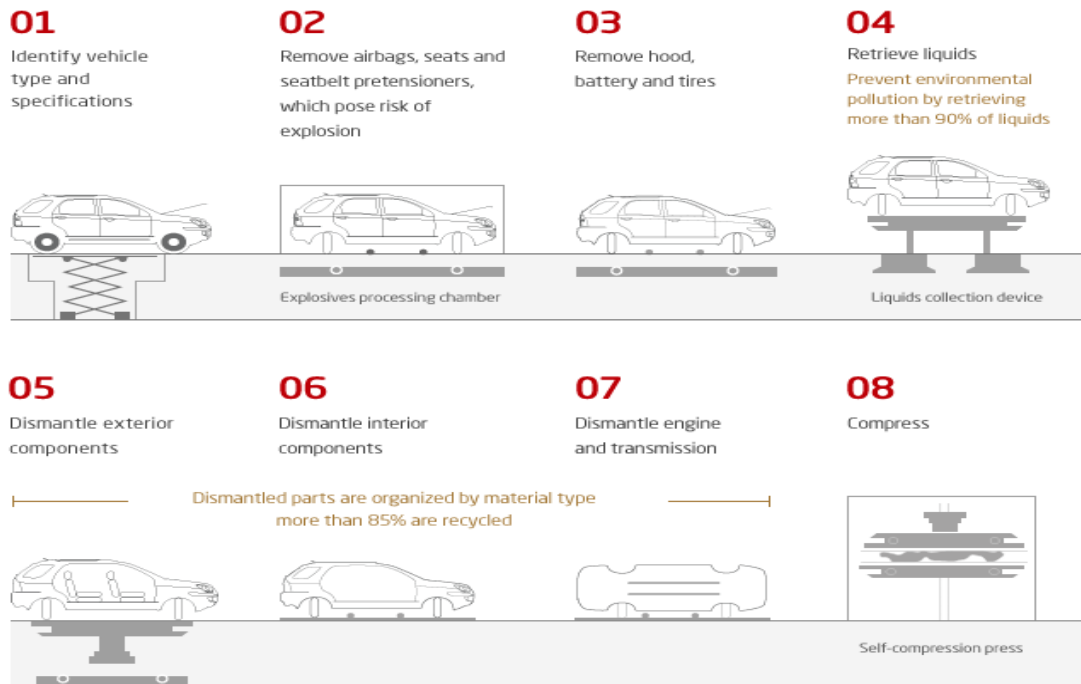 01
Identify vehicle
type and
specifications
02
Remove airbags, seats and
seatbelt pretensioners,
which pose risk of
explosion
03
Remove hood,
battery and tires
04
Retrieve liquids
Prevent environmental
pollution by retrieving
more than 90% of liquids
Explosives processing chamber
Liquids collection device
05
Dismantle exterior
components
06
Dismantle interior
components
07
Dismantle engine
and transmission
08
Compress
Dismantled parts are organized by material type
more than 85% are recycled
Self-compression press